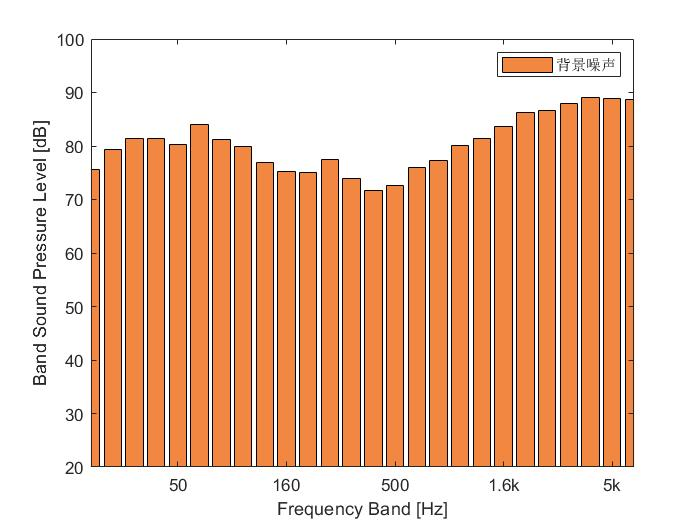 100
90
80
70
60
50
40
30
20
背景噪声
Band Sound Pressure Level [dB]
50 160 500 1.6k 5k
Frequency Band [Hz]